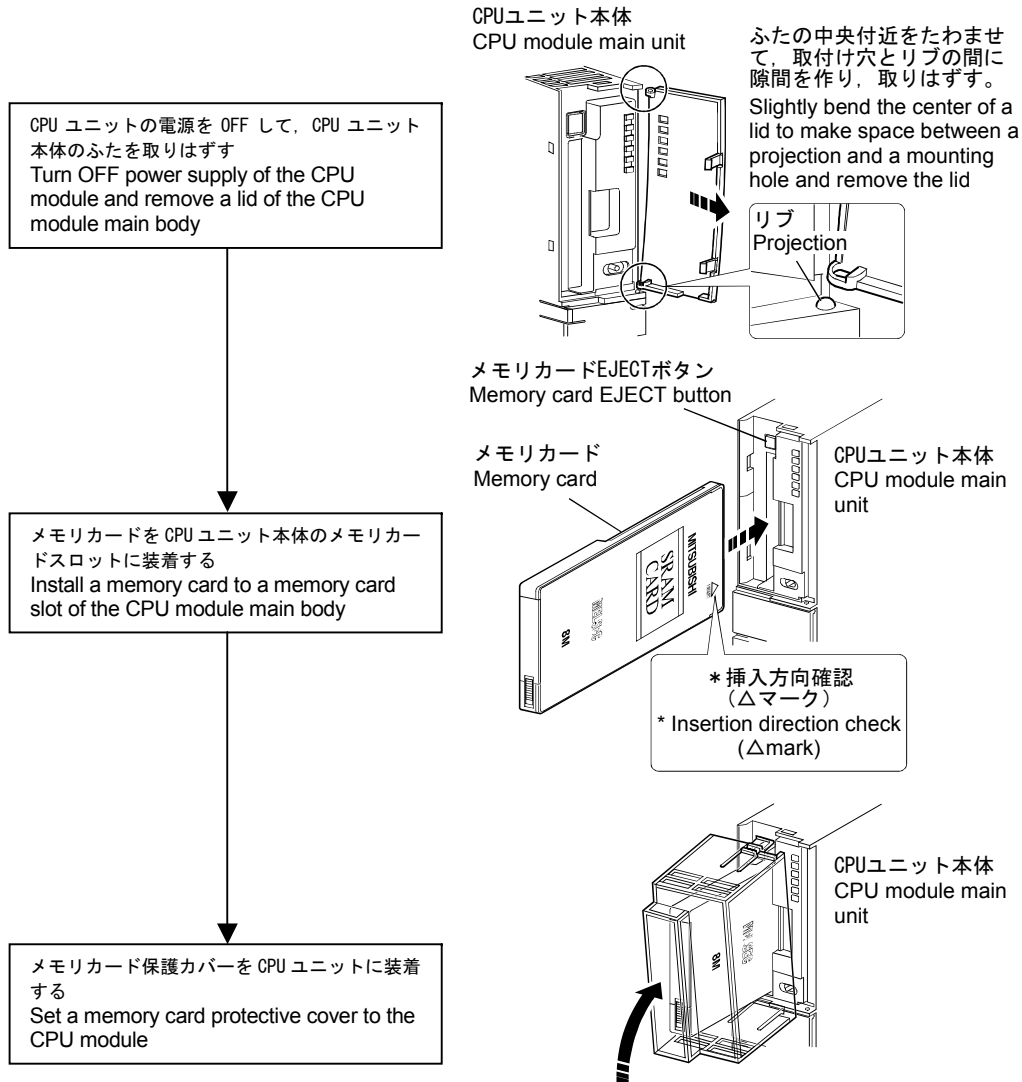 CPUユニット本体
CPU module main unit
ふたの中央付近をたわませ
て，取付け穴とリブの間に
隙間を作り，取りはずす。
Slightly bend the center of a
lid to make space between a
projection and a mounting
hole and remove the lid
リブ
Projection
CPU ユニットの電源を OFF して，CPU ユニット
本体のふたを取りはずす
Turn OFF power supply of the CPU
module and remove a lid of the CPU
module main body
メモリカードEJECTボタン
Memory card EJECT button
メモリカード
Memory card
CPUユニット本体
CPU module main
unit
MITSUBISHI
SRAM
CARD
8M
＊挿入方向確認
（△マーク）
* Insertion direction check
(△mark)
メモリカードを CPU ユニット本体のメモリカー
ドスロットに装着する
Install a memory card to a memory card
slot of the CPU module main body
CPUユニット本体
CPU module main
unit
8M
メモリカード保護カバーを CPU ユニットに装着
する
Set a memory card protective cover to the
CPU module